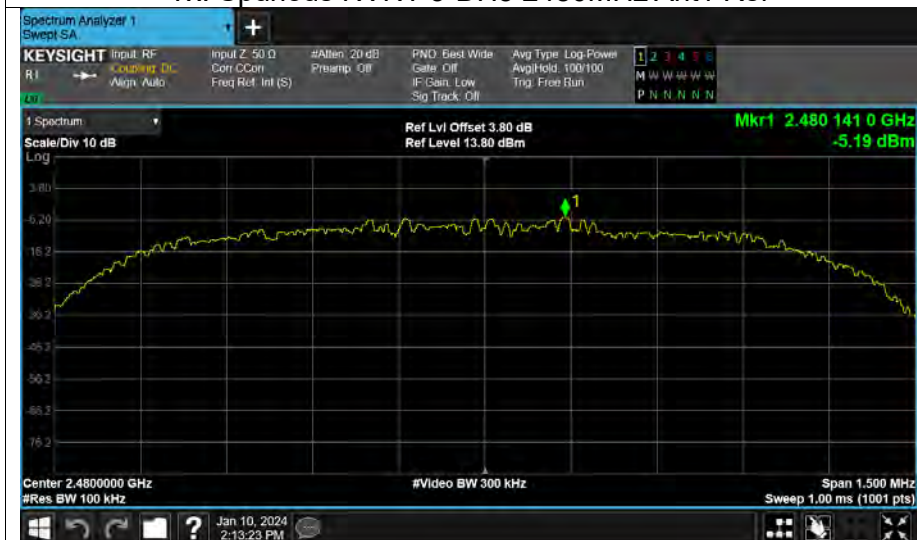 Spectrum Analyzer 1
Swept SA
+
KEYSIGHT Input: RF
R L
Coupling: DC
Align: Auto
Input Z: 50 Ω
Corr CCorr
Freq Ref: Int (S)
#Atten: 20 dB
Preamp: Off
PNO: Best Wide
Gate: Off
IF Gain: Low
Sig Track: Off
Avg Type: Log-Power
Avg|Hold: 100/100
Trig: Free Run
1 2 3 4 5 6
M W W W W W
P N N N N N
1 Spectrum
Scale/Div 10 dB
Log
Ref Lvl Offset 3.80 dB
Ref Level 13.80 dBm
Mkr1 2.480 141 0 GHz
-5.19 dBm
1
3.80
-6.20
-16.2
-26.2
-36.2
-46.2
-56.2
-66.2
-76.2
Center 2.4800000 GHz
#Res BW 100 kHz
#Video BW 300 kHz
Span 1.500 MHz
Sweep 1.00 ms (1001 pts)
?
Jan 10, 2024
2:13:23 PM